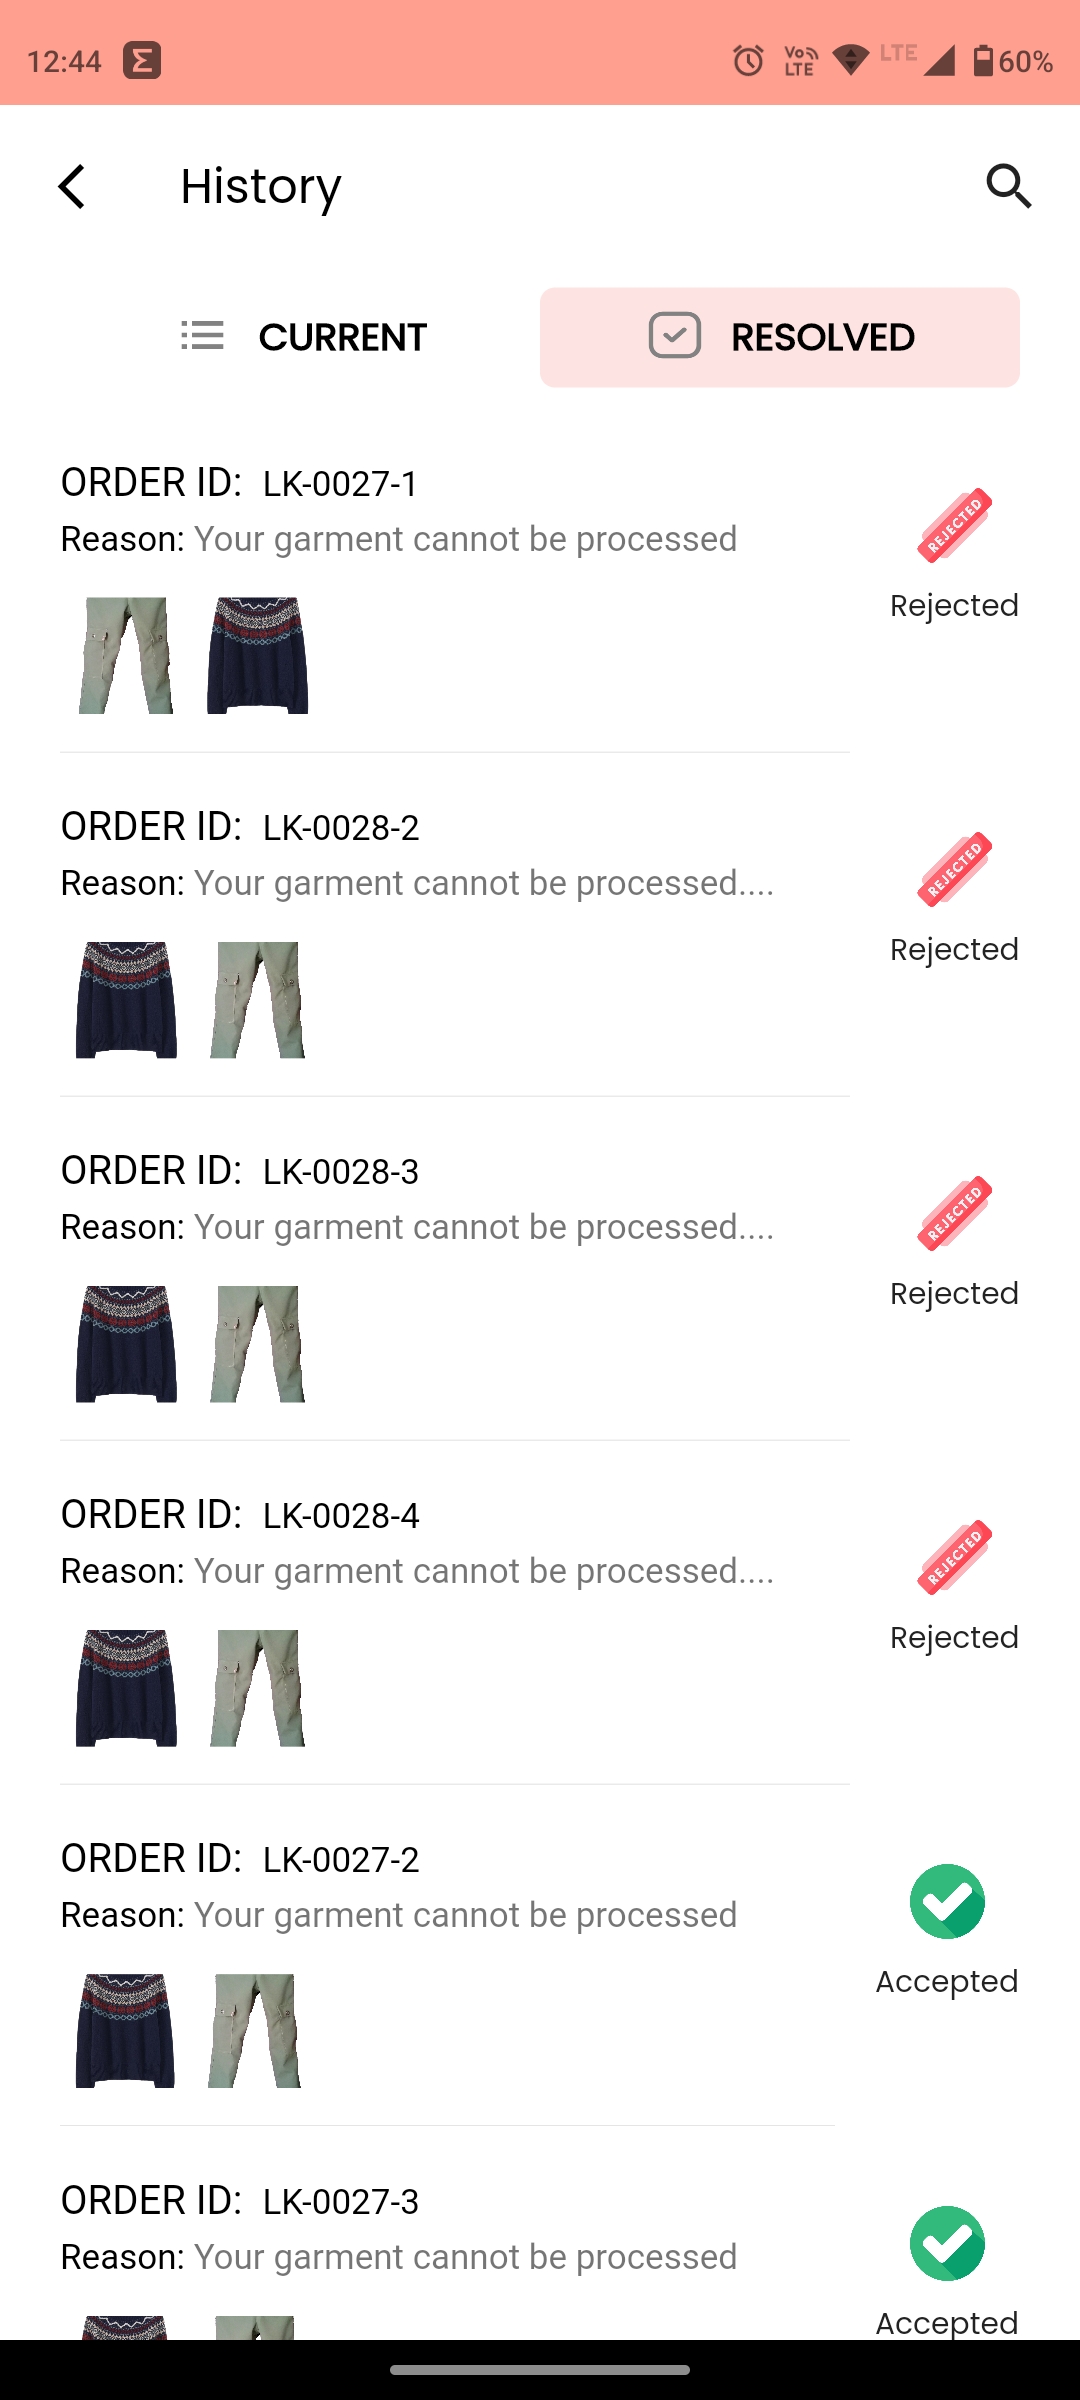 12:44
Vo LTE
LTE
60%
History
CURRENT
RESOLVED
ORDER ID: LK-0027-1
Reason: Your garment cannot be processed
REJECTED
Rejected
ORDER ID: LK-0028-2
Reason: Your garment cannot be processed....
REJECTED
Rejected
ORDER ID: LK-0028-3
Reason: Your garment cannot be processed....
REJECTED
Rejected
ORDER ID: LK-0028-4
Reason: Your garment cannot be processed....
REJECTED
Rejected
ORDER ID: LK-0027-2
Reason: Your garment cannot be processed
Accepted
ORDER ID: LK-0027-3
Reason: Your garment cannot be processed
Accepted